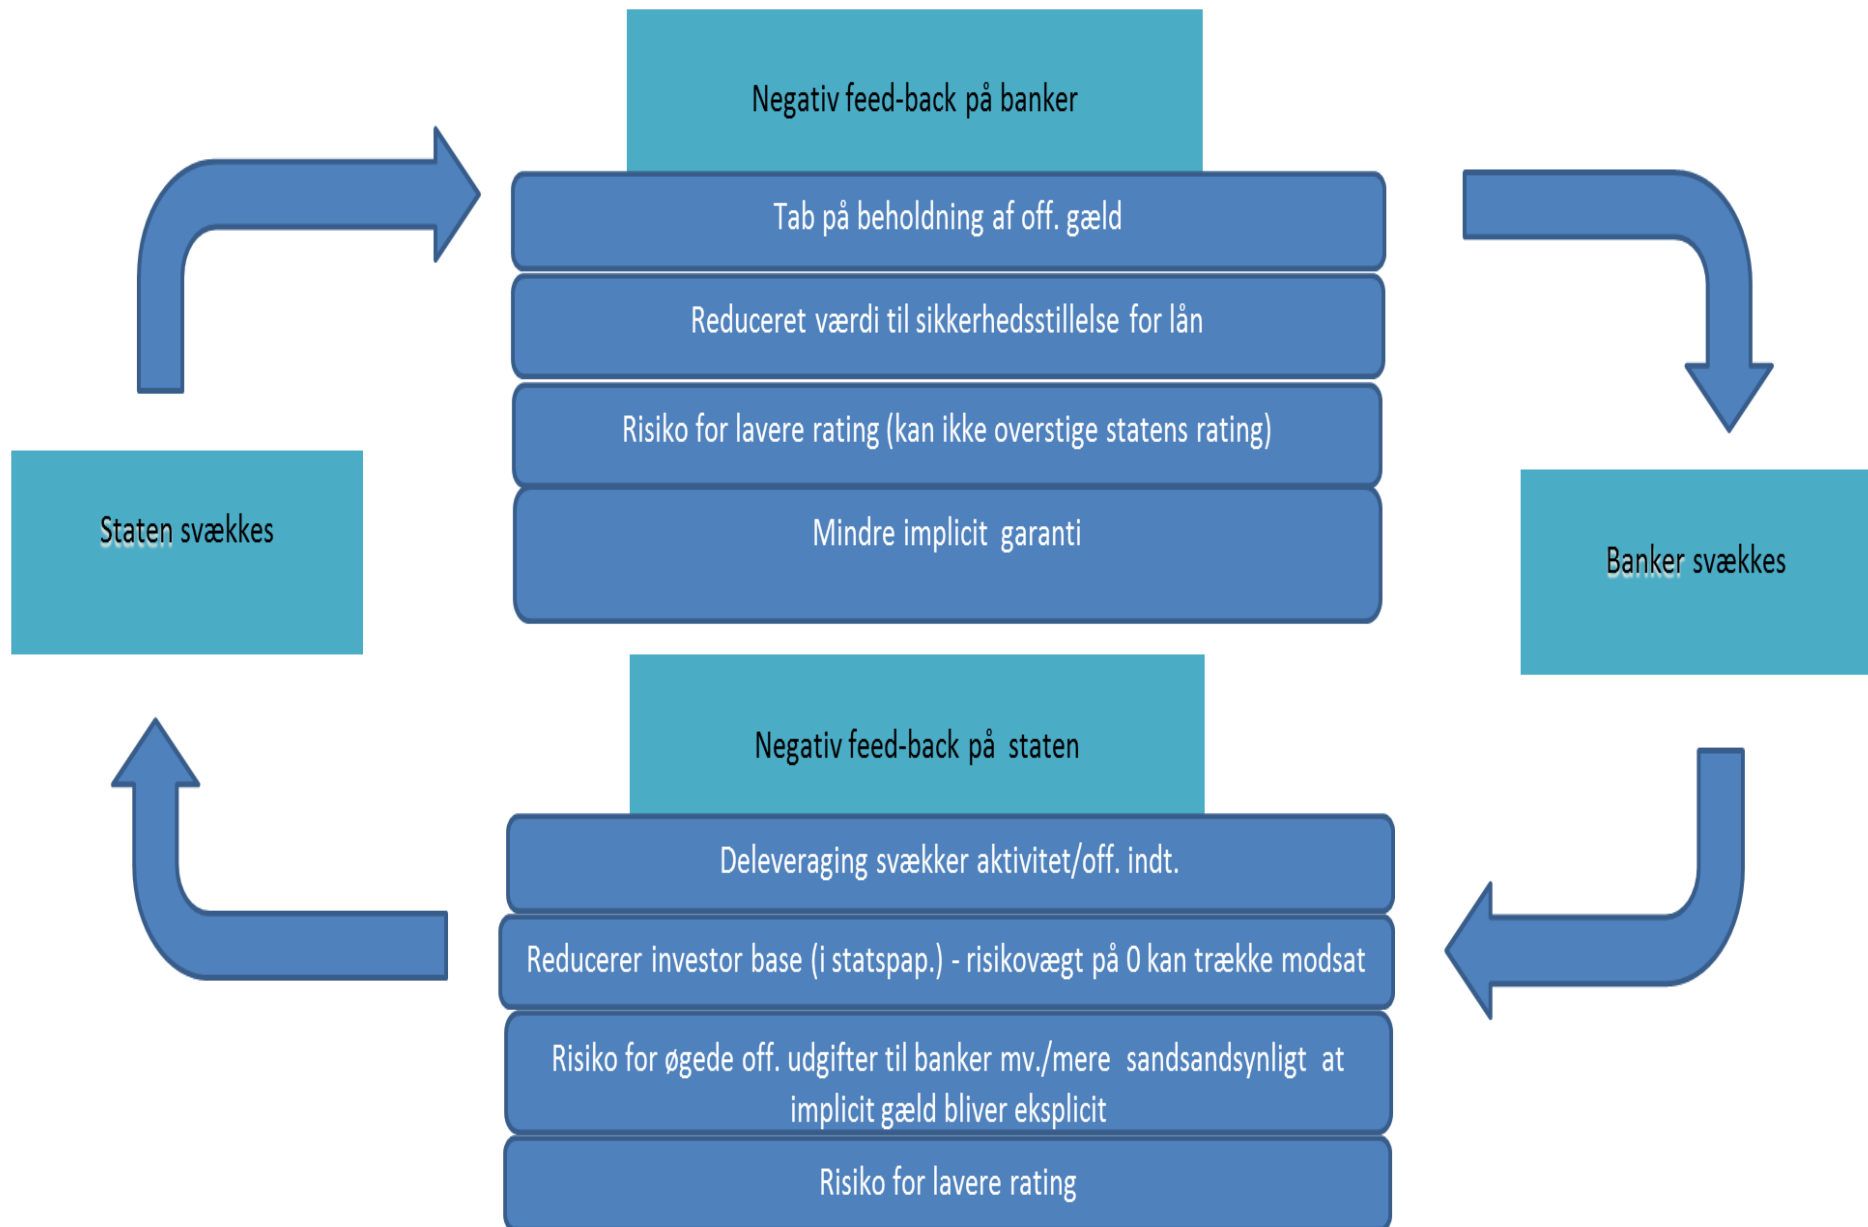 Negativ feed-back på banker
Tab på beholdning af off. gæld
Reduceret værdi til sikkerhedsstillelse for lån
Risiko for lavere rating (kan ikke overstige statens rating)
Mindre implicit garanti
Staten svækkes
Banker svækkes
Negativ feed-back på staten
Deleveraging svækker aktivitet/off. indt.
Reducerer investor base (i statspap.) - risikovægt på 0 kan trække modsat
Risiko for øgede off. udgifter til banker mv./mere sandsandsynligt at
implicit gæld bliver eksplicit
Risiko for lavere rating